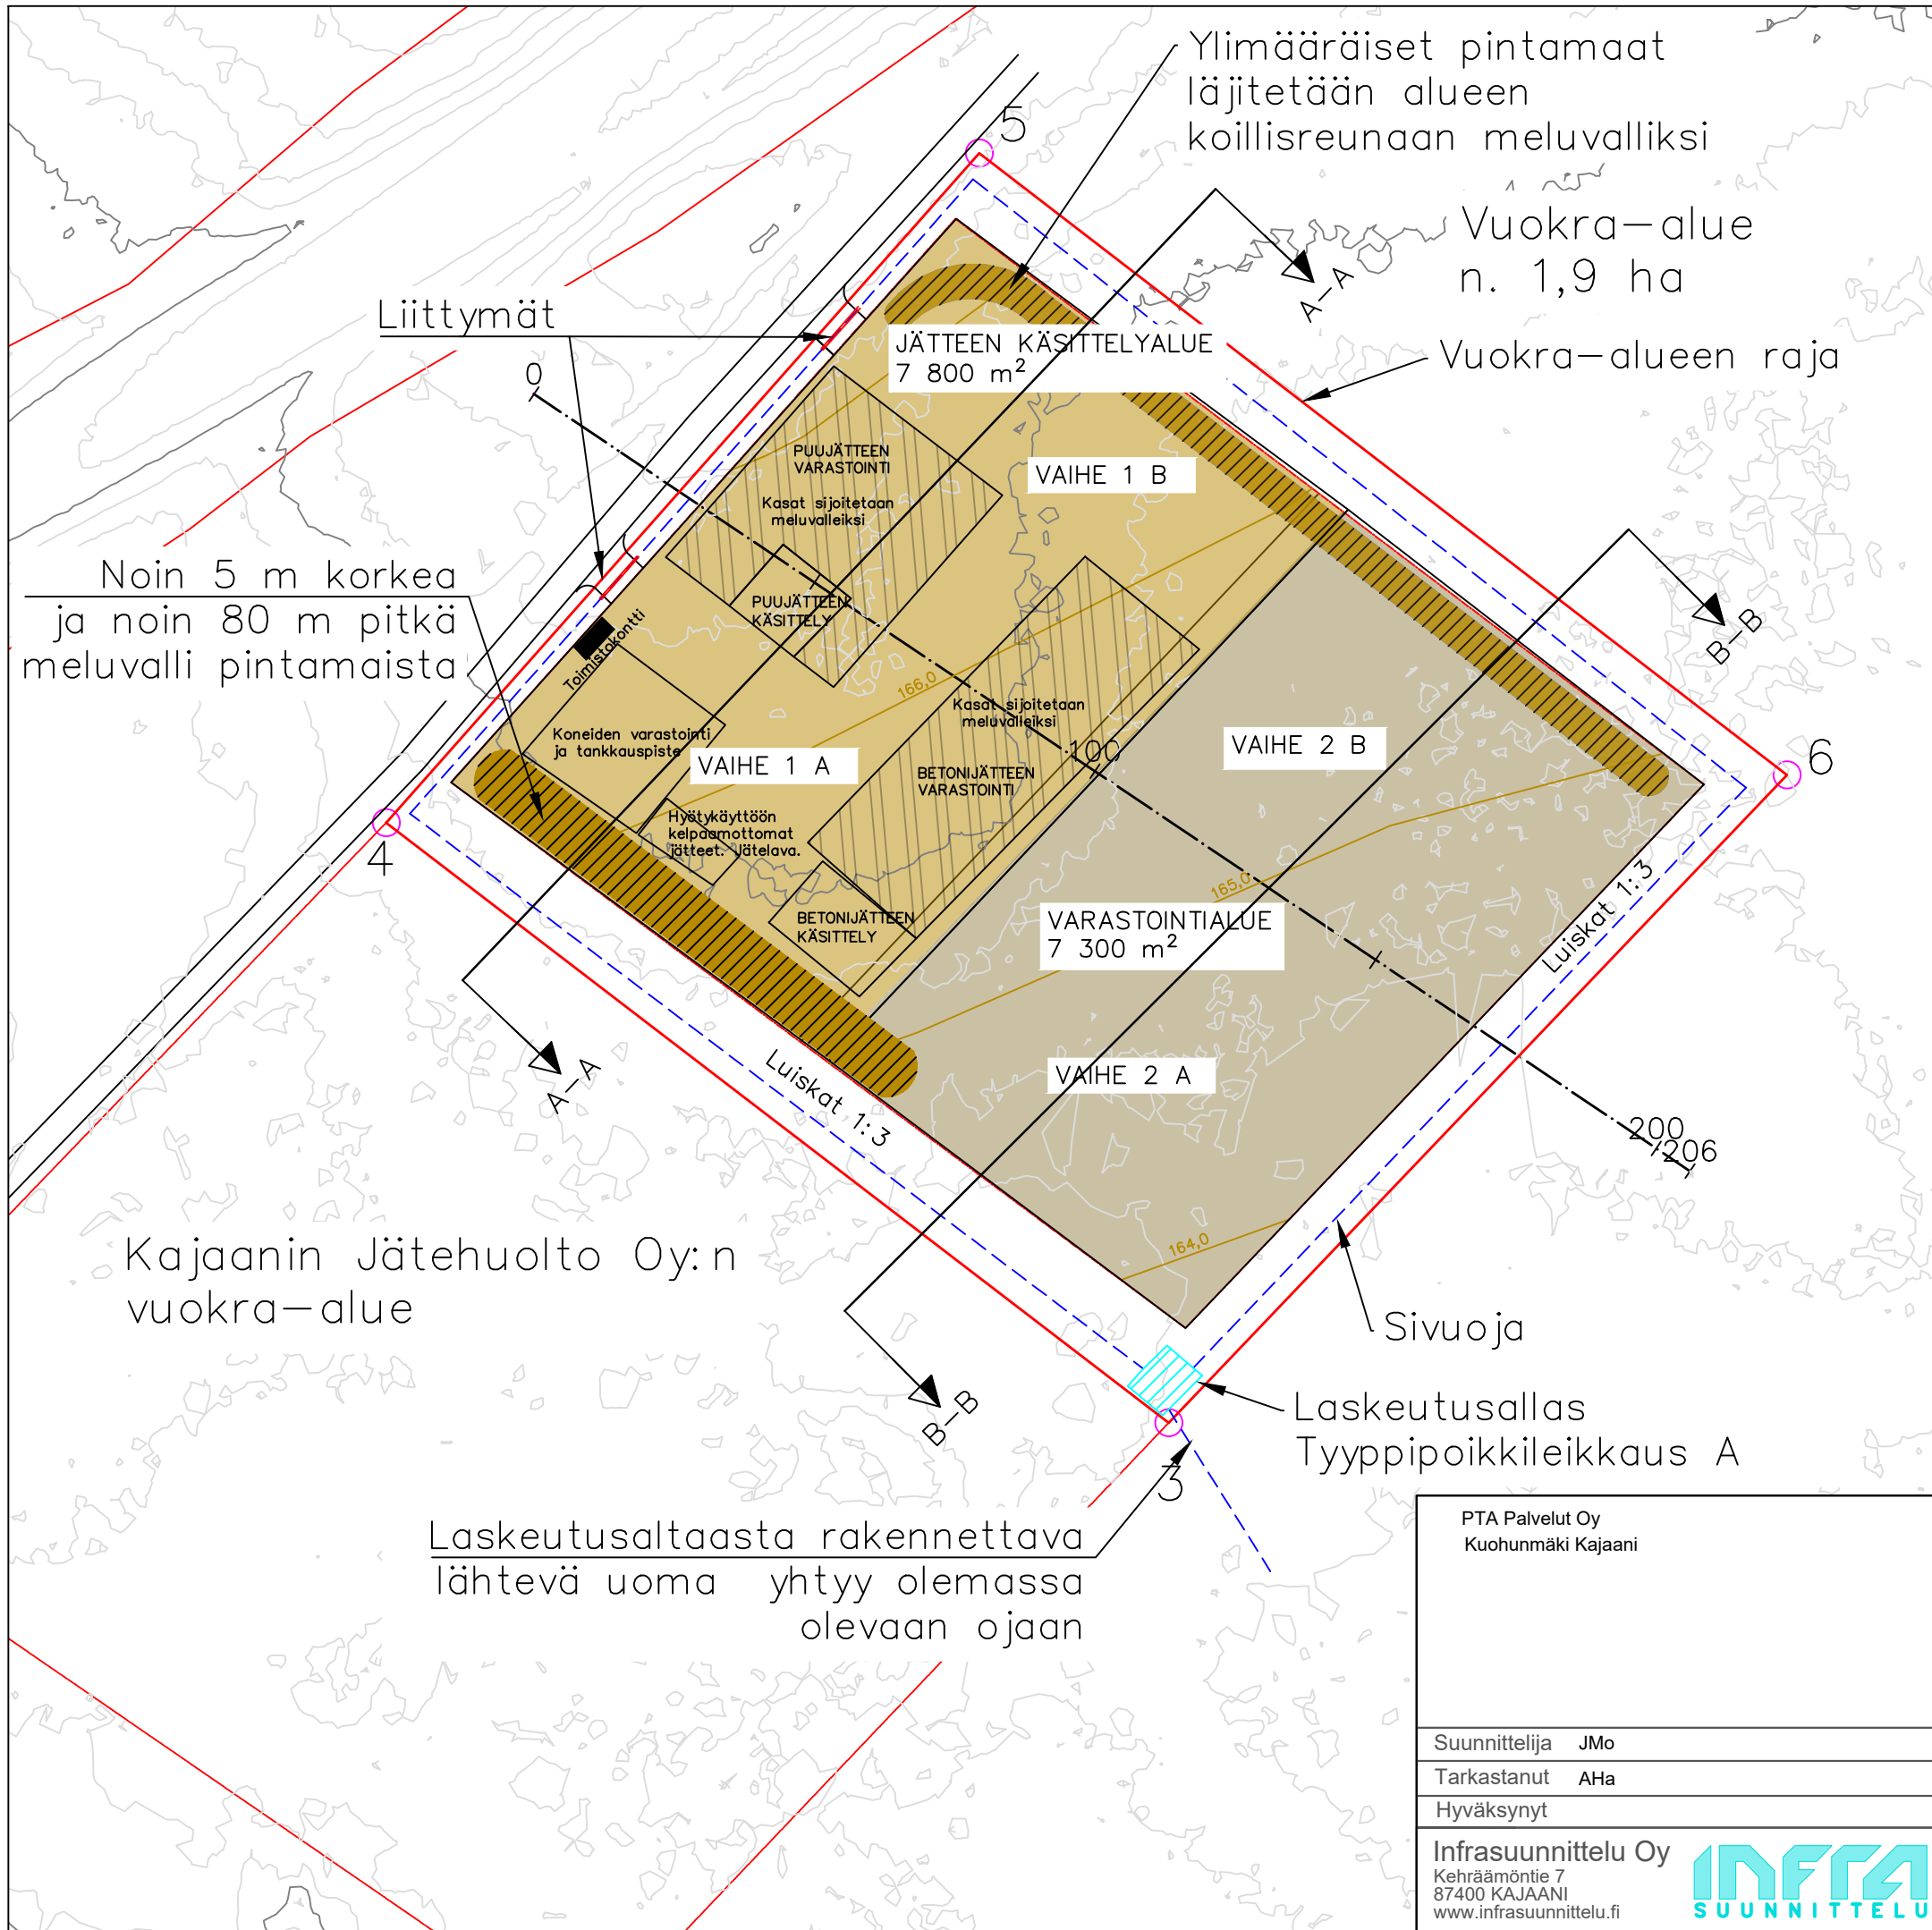 Ylimääräiset pintamaat
läjitetään alueen
koillisreunaan meluvalliksi
5
Vuokra-alue
n. 1,9 ha
A-A
Liittymät
Vuokra-alueen raja
JÄTTEEN KÄSITTELYALUE
7 800 m²
0
PUUJÄTTEEN
VARASTOINTI
VAIHE 1 B
Kasat sijoitetaan
meluvalleiksi
Noin 5 m korkea
ja noin 80 m pitkä
meluvalli pintamaista
PUUJÄTTEEN
KÄSITTELY
Toimistokontti
B-B
166,0
Kasat sijoitetaan
meluvalleiksi
Koneiden varastointi
ja tankkauspiste
VAIHE 1 A
100
VAIHE 2 B
6
BETONIJÄTTEEN
VARASTOINTI
Hyötykäyttöön
kelpaamottomat
jätteet. Jätelava.
4
165,0
Luiskat 1:3
BETONIJÄTTEEN
KÄSITTELY
VARASTOINTIALUE
7 300 m²
A-A
Luiskat 1:3
VAIHE 2 A
200
206
164,0
Kajaanin Jätehuolto Oy:n
vuokra-alue
Sivuoja
B-B
Laskeutusallas
Tyyppipoikkileikkaus A
3
Laskeutusaltaasta rakennettava
lähtevä uoma yhtyy olemassa
olevaan ojaan
PTA Palvelut Oy
Kuohunmäki Kajaani
Suunnittelija JMo
Tarkastanut AHa
Hyväksynyt
Infrasuunnittelu Oy
Kehräämöntie 7
87400 KAJAANI
www.infrasuunnittelu.fi
INFRA
SUUNNITTELU